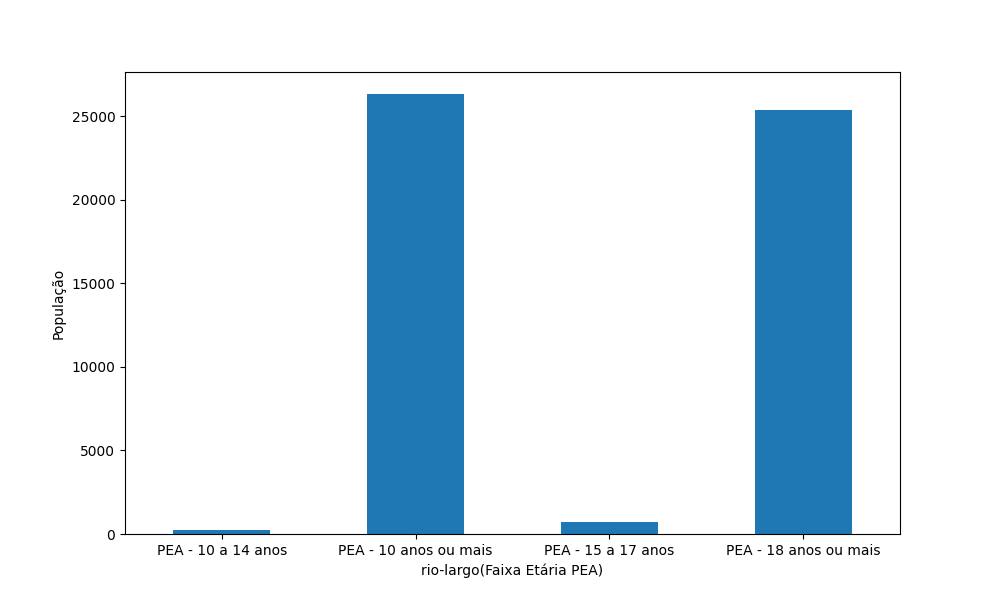 25000
20000
15000
10000
5000
0
População
PEA - 10 a 14 anos
PEA - 10 anos ou mais
PEA - 15 a 17 anos
PEA - 18 anos ou mais
rio-largo(Faixa Etária PEA)